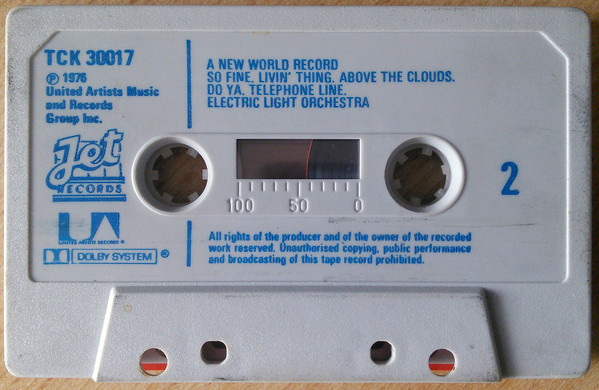 TCK 30017
℗ 1976
United Artists Music
and Records
Group Inc.
Jet
RECORDS
UA
UNITED ARTISTS RECORDS ®
DOLBY SYSTEM ®
A NEW WORLD RECORD
SO FINE. LIVIN' THING. ABOVE THE CLOUDS.
DO YA. TELEPHONE LINE.
ELECTRIC LIGHT ORCHESTRA
100 50 0
2
All rights of the producer and of the owner of the recorded
work reserved. Unauthorised copying, public performance
and broadcasting of this tape record prohibited.